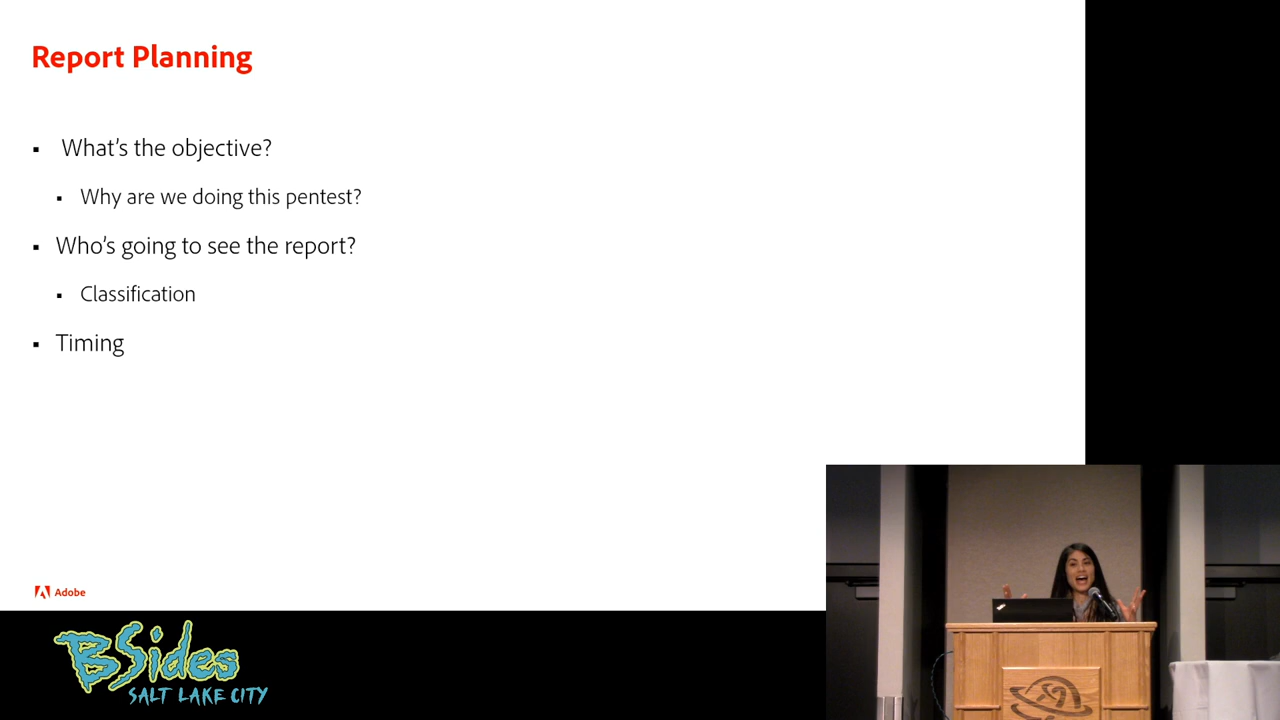 Report Planning
What's the objective?
Why are we doing this pentest?
Who's going to see the report?
Classification
Timing
Adobe
BSides
SALT LAKE CITY